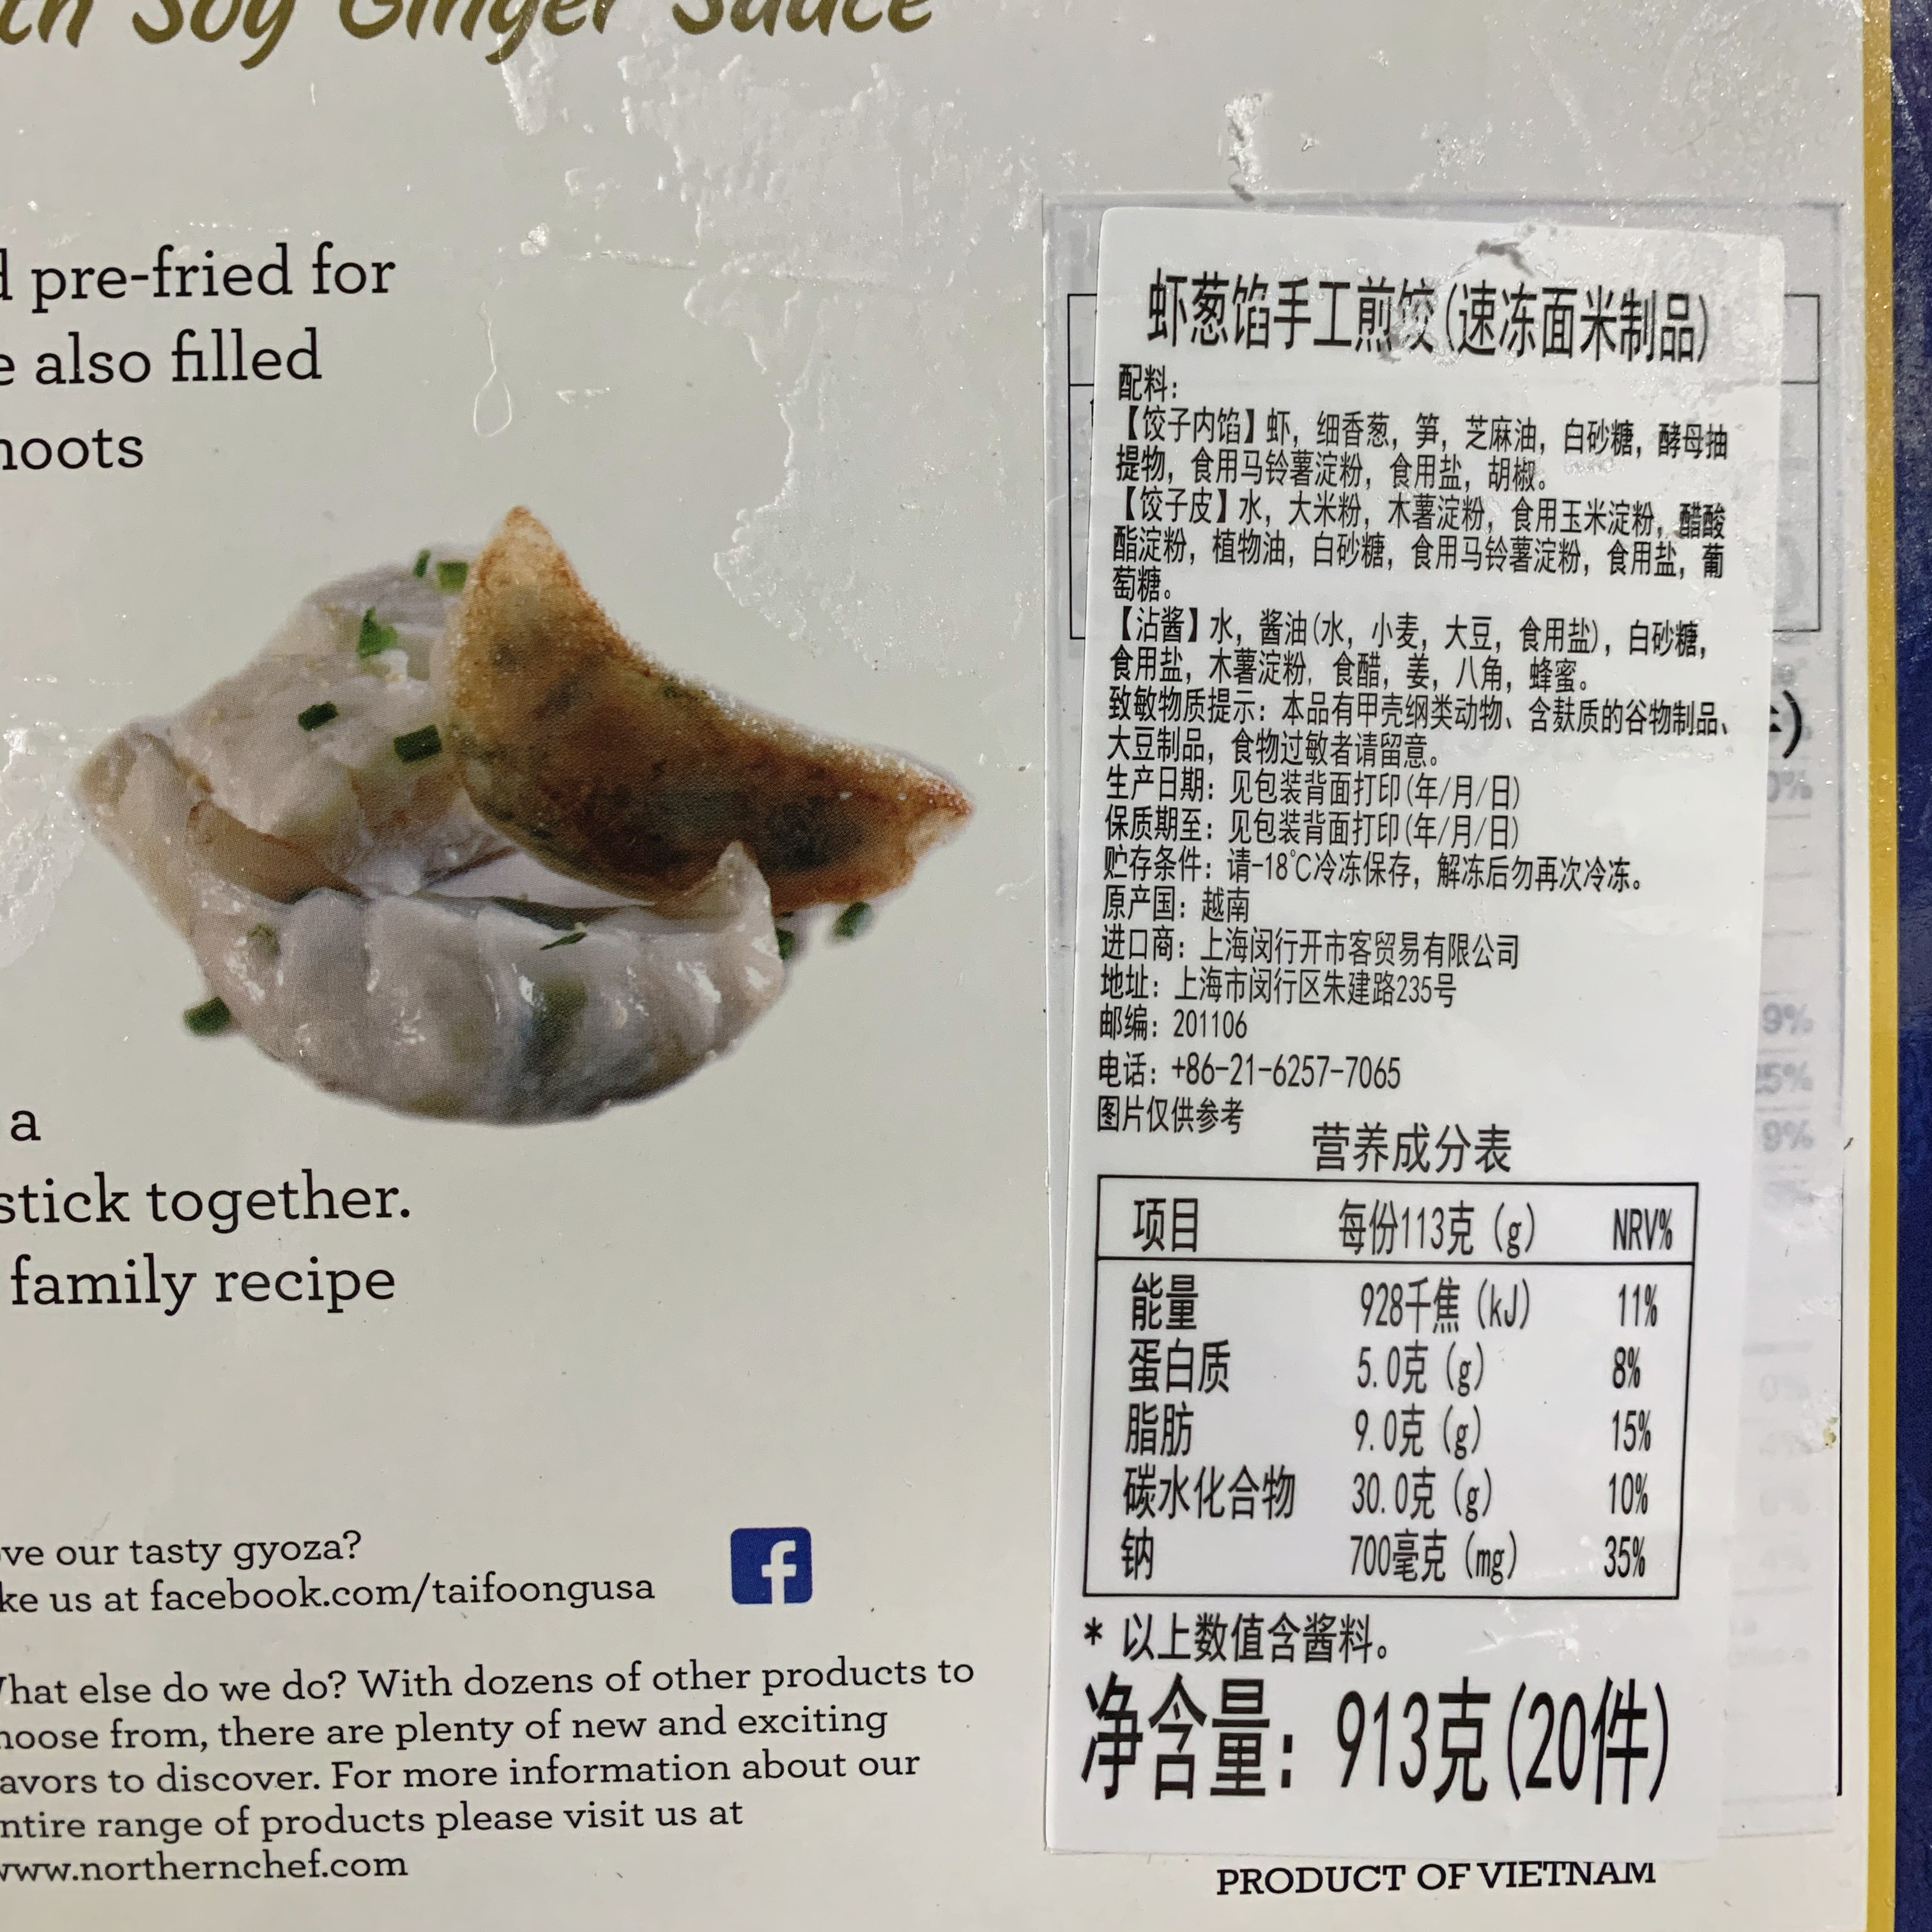 th Soy Ginger Sauce
pre-fried for
also filled
hoots
a
stick together.
family recipe
ove our tasty gyoza?
ke us at facebook.com/taifoongusa
f
What else do we do? With dozens of other products to
hoose from, there are plenty of new and exciting
avors to discover. For more information about our
ntire range of products please visit us at
www.northernchef.com
虾葱馅手工煎饺(速冻面米制品)
配料:
【饺子内馅】虾, 细香葱, 笋, 芝麻油, 白砂糖, 酵母抽
提物, 食用马铃薯淀粉, 食用盐, 胡椒。
【饺子皮】水, 大米粉, 木薯淀粉, 食用玉米淀粉, 醋酸
酯淀粉, 植物油, 白砂糖, 食用马铃薯淀粉, 食用盐, 葡
萄糖。
【沾酱】水, 酱油(水, 小麦, 大豆, 食用盐), 白砂糖,
食用盐, 木薯淀粉, 食醋, 姜, 八角, 蜂蜜。
致敏物质提示: 本品有甲壳纲类动物、含麸质的谷物制品、
大豆制品, 食物过敏者请留意。
生产日期: 见包装背面打印(年/月/日)
保质期至: 见包装背面打印(年/月/日)
贮存条件: 请-18℃冷冻保存, 解冻后勿再次冷冻。
原产国: 越南
进口商: 上海闵行开市客贸易有限公司
地址: 上海市闵行区朱建路235号
邮编: 201106
电话: +86-21-6257-7065
图片仅供参考
营养成分表
项目 每份113克 (g) NRV%
能量 928千焦 (kJ) 11%
蛋白质 5.0克 (g) 8%
脂肪 9.0克 (g) 15%
碳水化合物 30.0克 (g) 10%
钠 700毫克 (mg) 35%
* 以上数值含酱料。
净含量: 913克(20件)
9%
9%
PRODUCT OF VIETNAM